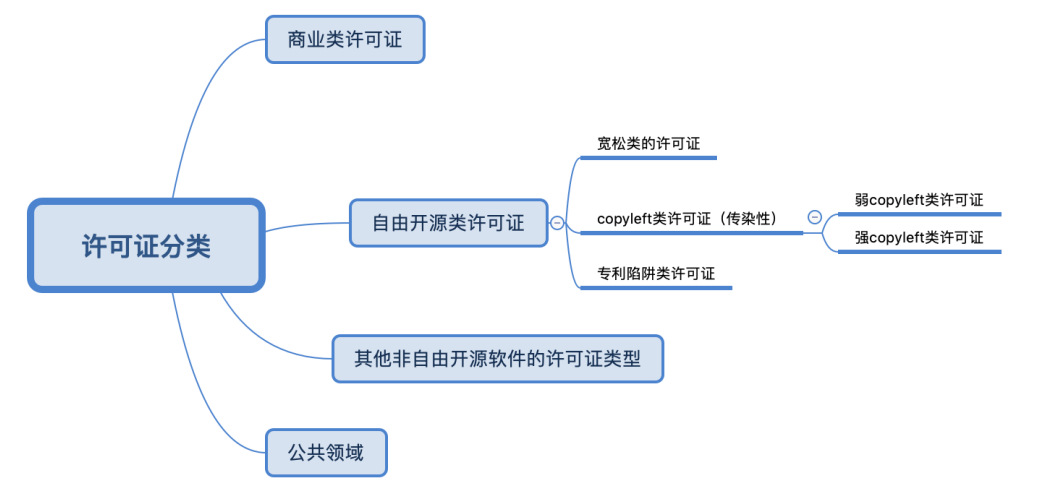 许可证分类
商业类许可证
自由开源类许可证
宽松类的许可证
copyleft类许可证（传染性）
弱copyleft类许可证
强copyleft类许可证
专利陷阱类许可证
其他非自由开源软件的许可证类型
公共领域